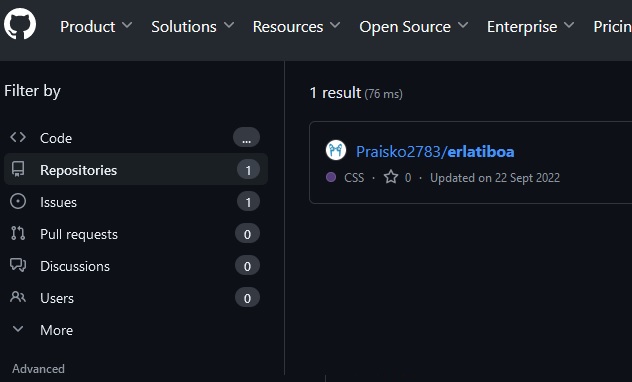 Product Solutions Resources Open Source Enterprise Pricin
Filter by
Code ...
Repositories 1
Issues 1
Pull requests 0
Discussions 0
Users 0
More
Advanced
1 result (76 ms)
Praisko2783/erlatiboa
CSS · 0 · Updated on 22 Sept 2022